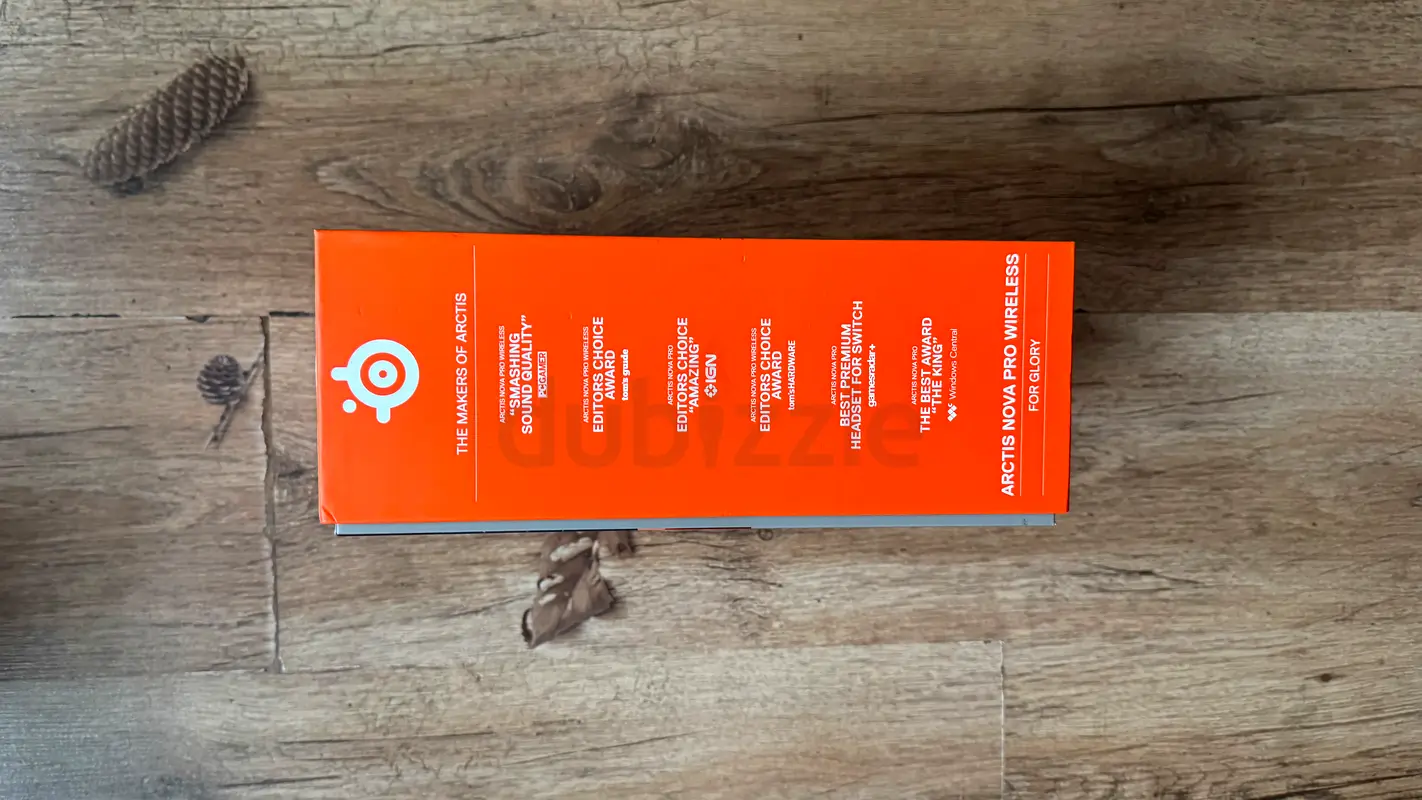 THE MAKERS OF ARCTIS
ARCTIS NOVA PRO WIRELESS
“SMASHING
SOUND QUALITY”
PC GAMER
ARCTIS NOVA PRO WIRELESS
EDITORS CHOICE
AWARD
tom's guide
ARCTIS NOVA PRO
EDITORS CHOICE
“AMAZING”
IGN
ARCTIS NOVA PRO WIRELESS
EDITORS CHOICE
AWARD
tom's HARDWARE
ARCTIS NOVA PRO
BEST PREMIUM
HEADSET FOR SWITCH
gamesradar+
ARCTIS NOVA PRO
THE BEST AWARD
“THE KING”
Windows Central
ARCTIS NOVA PRO WIRELESS
FOR GLORY
dubizzle